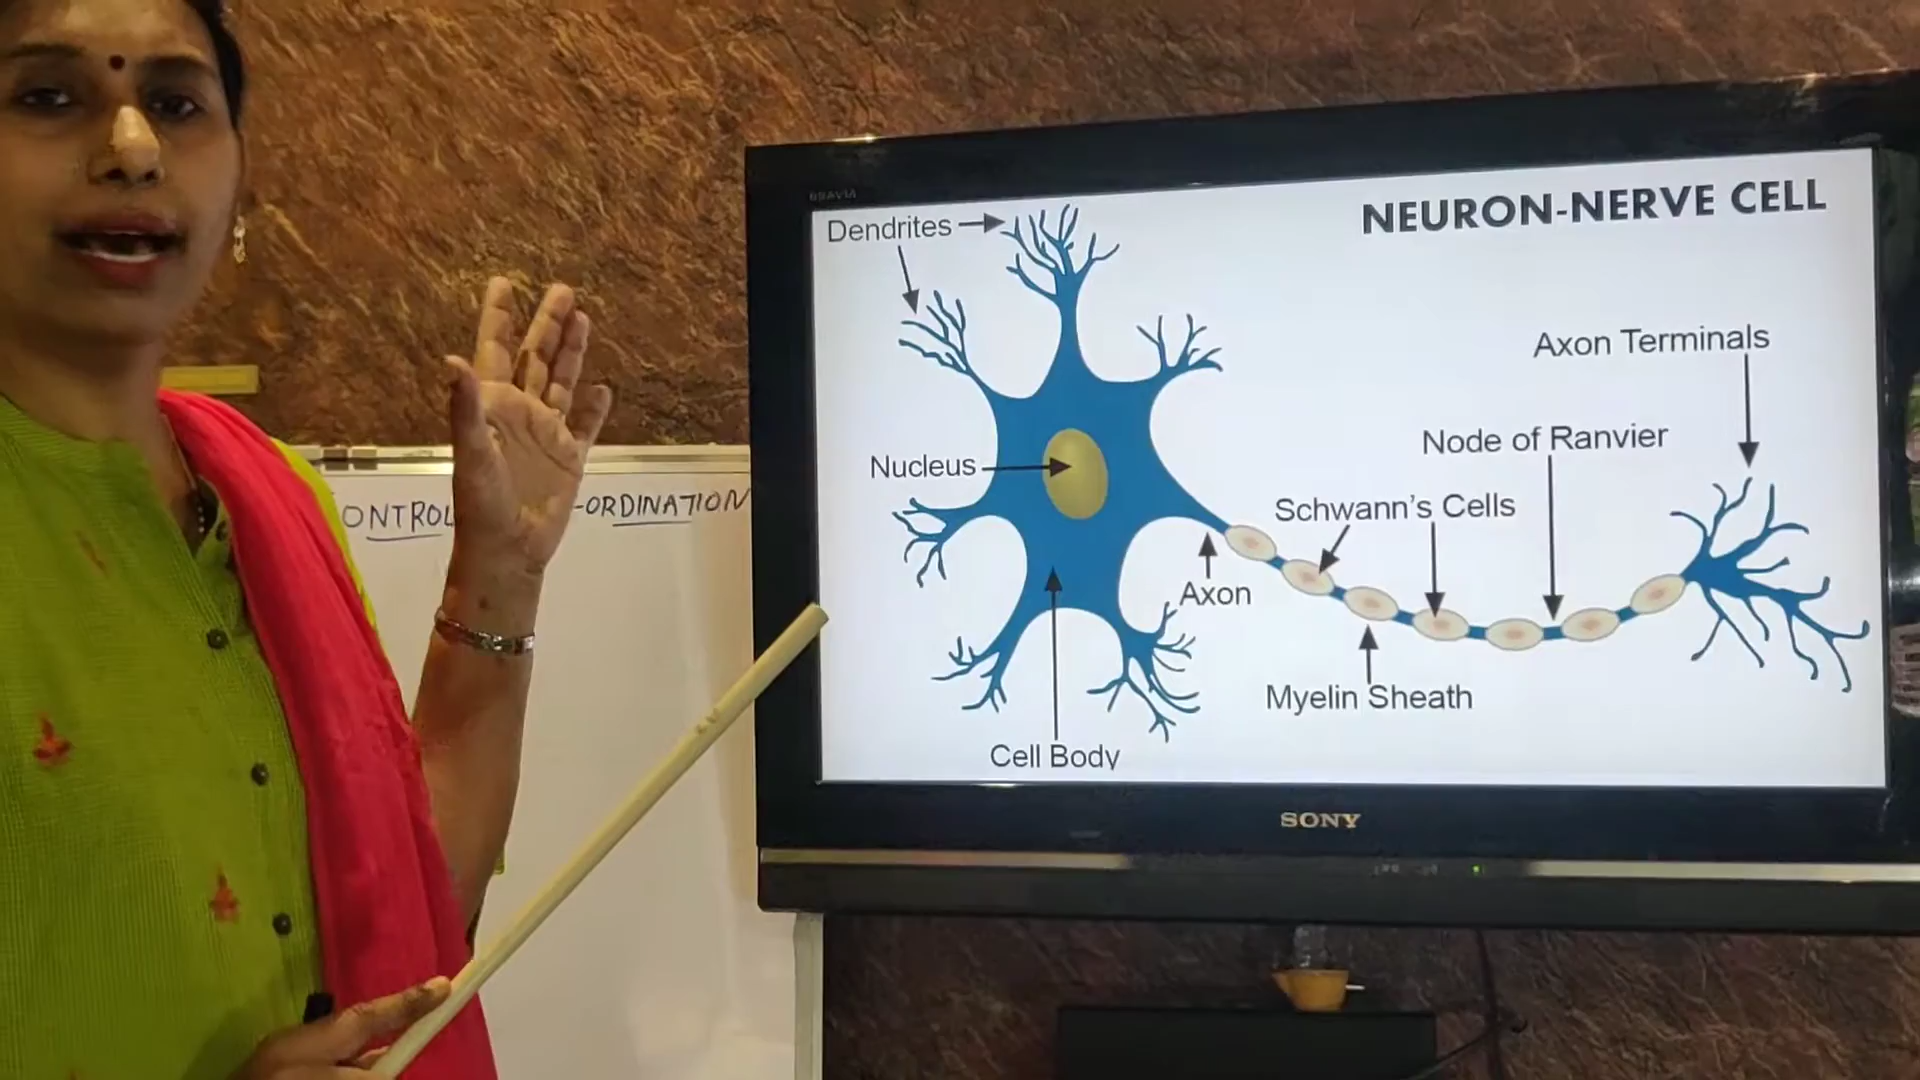 BRAVIA
NEURON-NERVE CELL
Dendrites
Axon Terminals
Node of Ranvier
Nucleus
Schwann's Cells
Axon
Myelin Sheath
Cell Body
SONY
ONTROL -ORDINATION